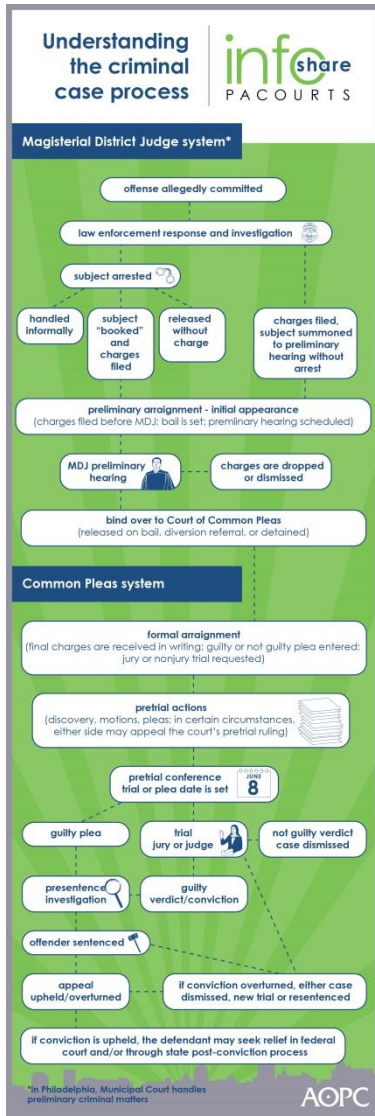 Understanding
the criminal
case process
info
share
PACOURTS
Magisterial District Judge system*
offense allegedly committed
law enforcement response and investigation
subject arrested
handled
informally
subject
"booked"
and
charges
filed
released
without
charge
charges filed,
subject summoned
to preliminary
hearing without
arrest
preliminary arraignment - initial appearance
(charges filed before MDJ; bail is set; premlinary hearing scheduled)
MDJ preliminary
hearing
charges are dropped
or dismissed
bind over to Court of Common Pleas
(released on bail, diversion referral, or detained)
Common Pleas system
formal arraignment
(final charges are received in writing; guilty or not guilty plea entered;
jury or nonjury trial requested)
pretrial actions
(discovery, motions, pleas; in certain circumstances,
either side may appeal the court's pretrial ruling)
pretrial conference
trial or plea date is set
JUNE
8
guilty plea
trial
jury or judge
not guilty verdict
case dismissed
presentence
investigation
guilty
verdict/conviction
offender sentenced
appeal
upheld/overturned
if conviction overturned, either case
dismissed, new trial or resentenced
if conviction is upheld, the defendant may seek relief in federal
court and/or through state post-conviction process
*in Philadelphia, Municipal Court handles
preliminary criminal matters
AOPC